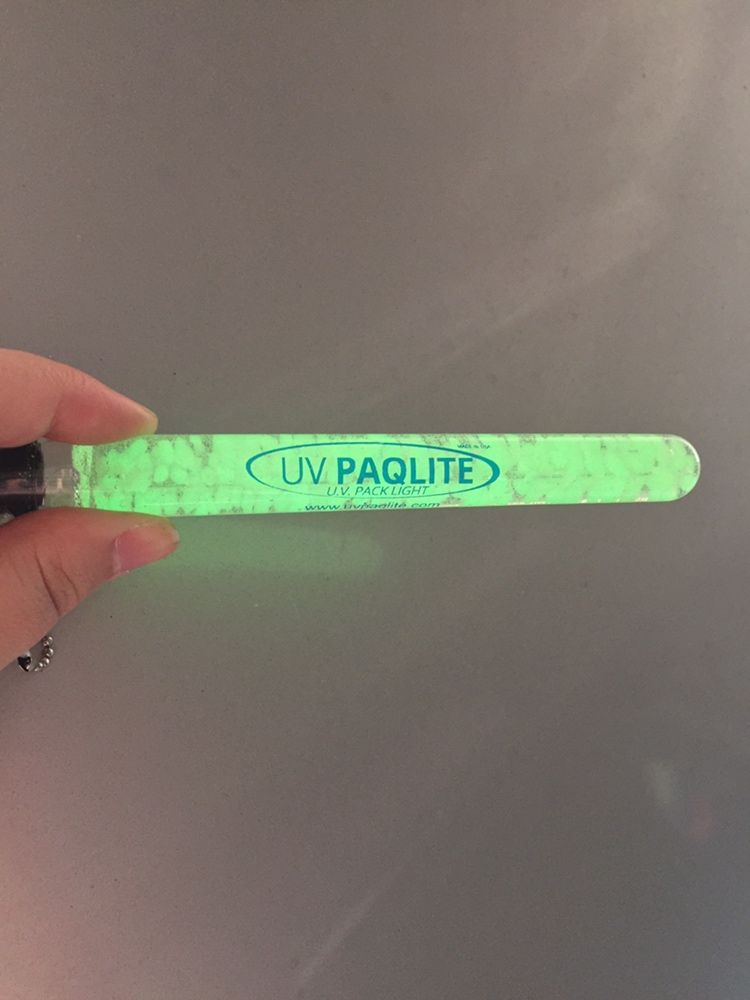 MADE IN USA
UV PAQLITE
U.V. PACK LIGHT
www.uvpaqlite.com